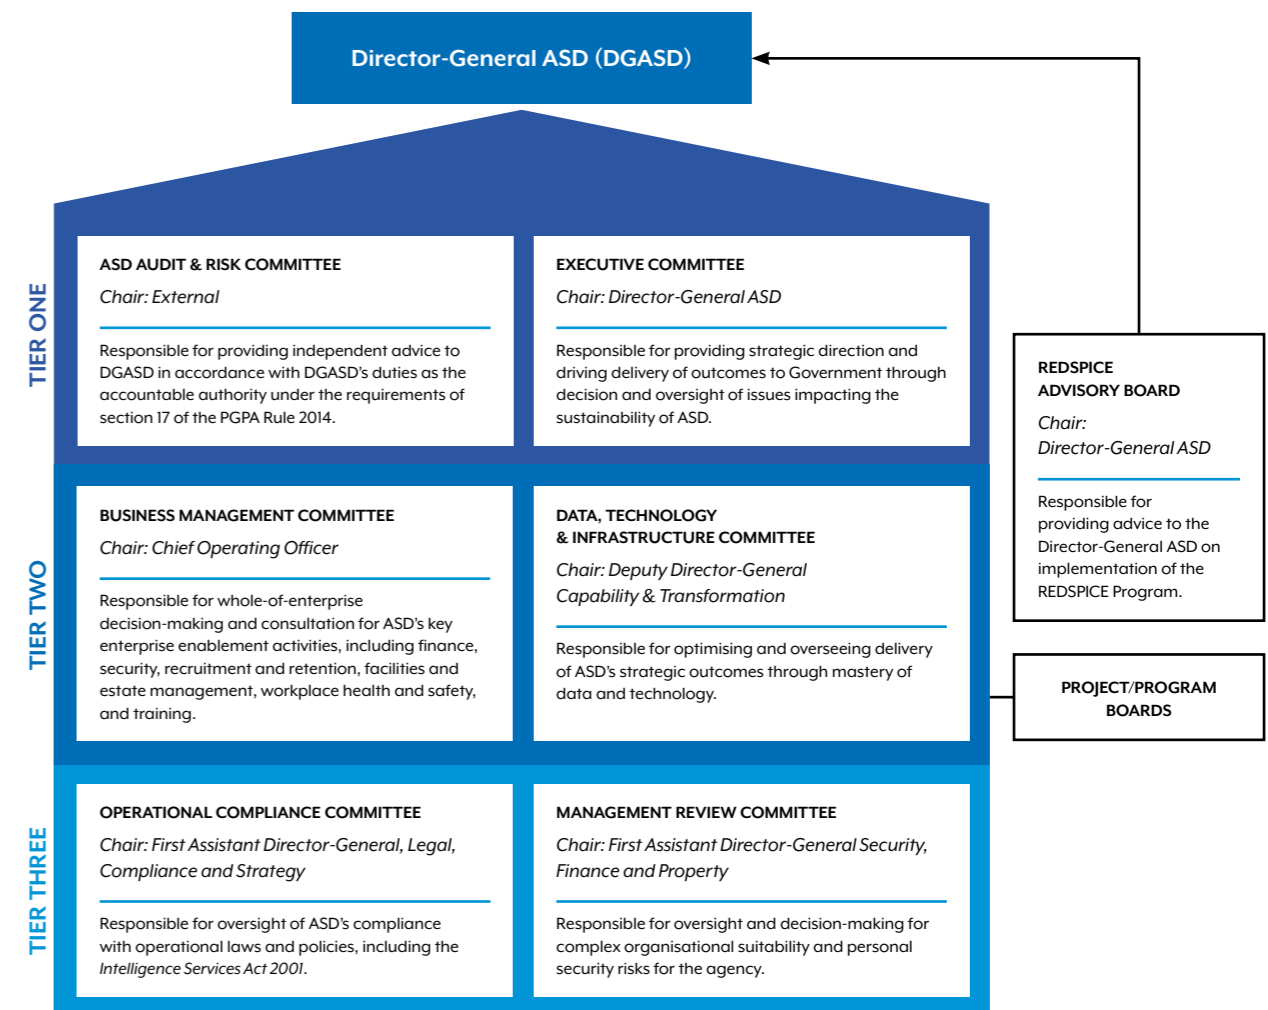 Director-General ASD (DGASD)
TIER ONE
ASD AUDIT & RISK COMMITTEE
Chair: External
Responsible for providing independent advice to
DGASD in accordance with DGASD’s duties as the
accountable authority under the requirements of
section 17 of the PGPA Rule 2014.
EXECUTIVE COMMITTEE
Chair: Director-General ASD
Responsible for providing strategic direction and
driving delivery of outcomes to Government through
decision and oversight of issues impacting the
sustainability of ASD.
TIER TWO
BUSINESS MANAGEMENT COMMITTEE
Chair: Chief Operating Officer
Responsible for whole-of-enterprise
decision-making and consultation for ASD’s key
enterprise enablement activities, including finance,
security, recruitment and retention, facilities and
estate management, workplace health and safety,
and training.
DATA, TECHNOLOGY
& INFRASTRUCTURE COMMITTEE
Chair: Deputy Director-General
Capability & Transformation
Responsible for optimising and overseeing delivery
of ASD’s strategic outcomes through mastery of
data and technology.
TIER THREE
OPERATIONAL COMPLIANCE COMMITTEE
Chair: First Assistant Director-General, Legal,
Compliance and Strategy
Responsible for oversight of ASD’s compliance
with operational laws and policies, including the
Intelligence Services Act 2001.
MANAGEMENT REVIEW COMMITTEE
Chair: First Assistant Director-General Security,
Finance and Property
Responsible for oversight and decision-making for
complex organisational suitability and personal
security risks for the agency.
REDSPICE
ADVISORY BOARD
Chair:
Director-General ASD
Responsible for
providing advice to the
Director-General ASD on
implementation of the
REDSPICE Program.
PROJECT/PROGRAM
BOARDS